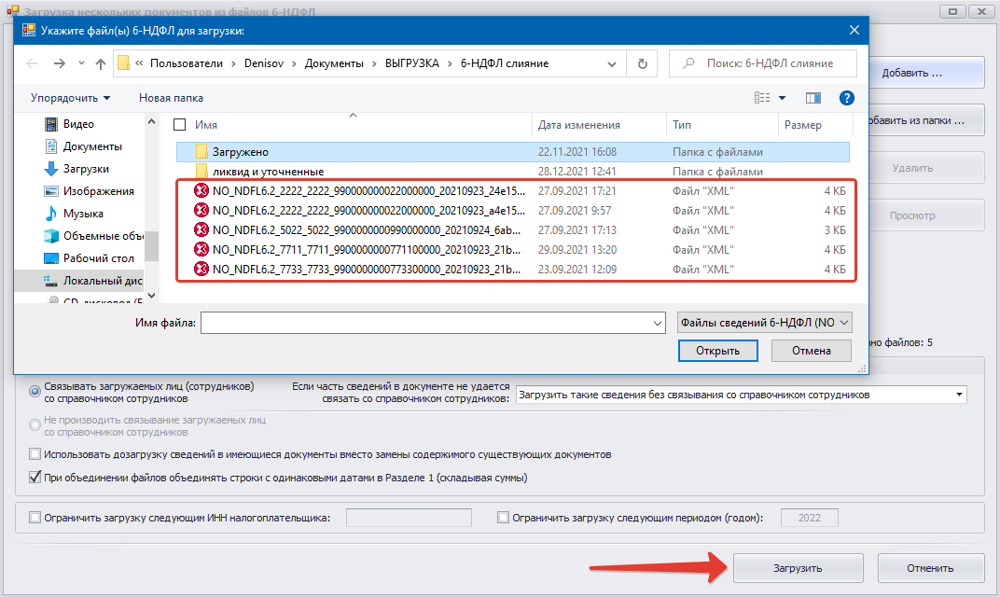 Загрузка нескольких документов из файлов 6-НДФЛ
Укажите файл(ы) 6-НДФЛ для загрузки:
« Пользователи › Denisov › Документы › ВЫГРУЗКА › 6-НДФЛ слияние
Поиск: 6-НДФЛ слияние
Упорядочить
Новая папка
Видео
Документы
Загрузки
Изображения
Музыка
Объемные объ
Рабочий стол
Локальный дис
CD-дисковод (F
Имя Дата изменения Тип Размер
Загружено 22.11.2021 16:08 Папка с файлами
ликвид и уточненные 28.12.2021 12:41 Папка с файлами
NO_NDFL6.2_2222_2222_990000000022000000_20210923_24e15... 27.09.2021 17:21 Файл "XML" 4 КБ
NO_NDFL6.2_2222_2222_990000000022000000_20210923_a4e15... 27.09.2021 9:57 Файл "XML" 4 КБ
NO_NDFL6.2_5022_5022_9900000000990000000_20210924_6ab... 27.09.2021 17:13 Файл "XML" 3 КБ
NO_NDFL6.2_7711_7711_9900000000771100000_20210923_21b... 29.09.2021 13:20 Файл "XML" 4 КБ
NO_NDFL6.2_7733_7733_9900000000773300000_20210923_21b... 23.09.2021 12:09 Файл "XML" 4 КБ
Имя файла:
Файлы сведений 6-НДФЛ (NO
Открыть
Отмена
Добавить ...
обавить из папки ...
Удалить
Просмотр
но файлов: 5
Связывать загружаемых лиц (сотрудников)
со справочником сотрудников
Если часть сведений в документе не удается
связать со справочником сотрудников:
Загрузить такие сведения без связывания со справочником сотрудников
Не производить связывание загружаемых лиц
со справочником сотрудников
Использовать дозагрузку сведений в имеющиеся документы вместо замены содержимого существующих документов
При объединении файлов объединять строки с одинаковыми датами в Разделе 1 (складывая суммы)
Ограничить загрузку следующим ИНН налогоплательщика:
Ограничить загрузку следующим периодом (годом):
2022
Загрузить
Отменить